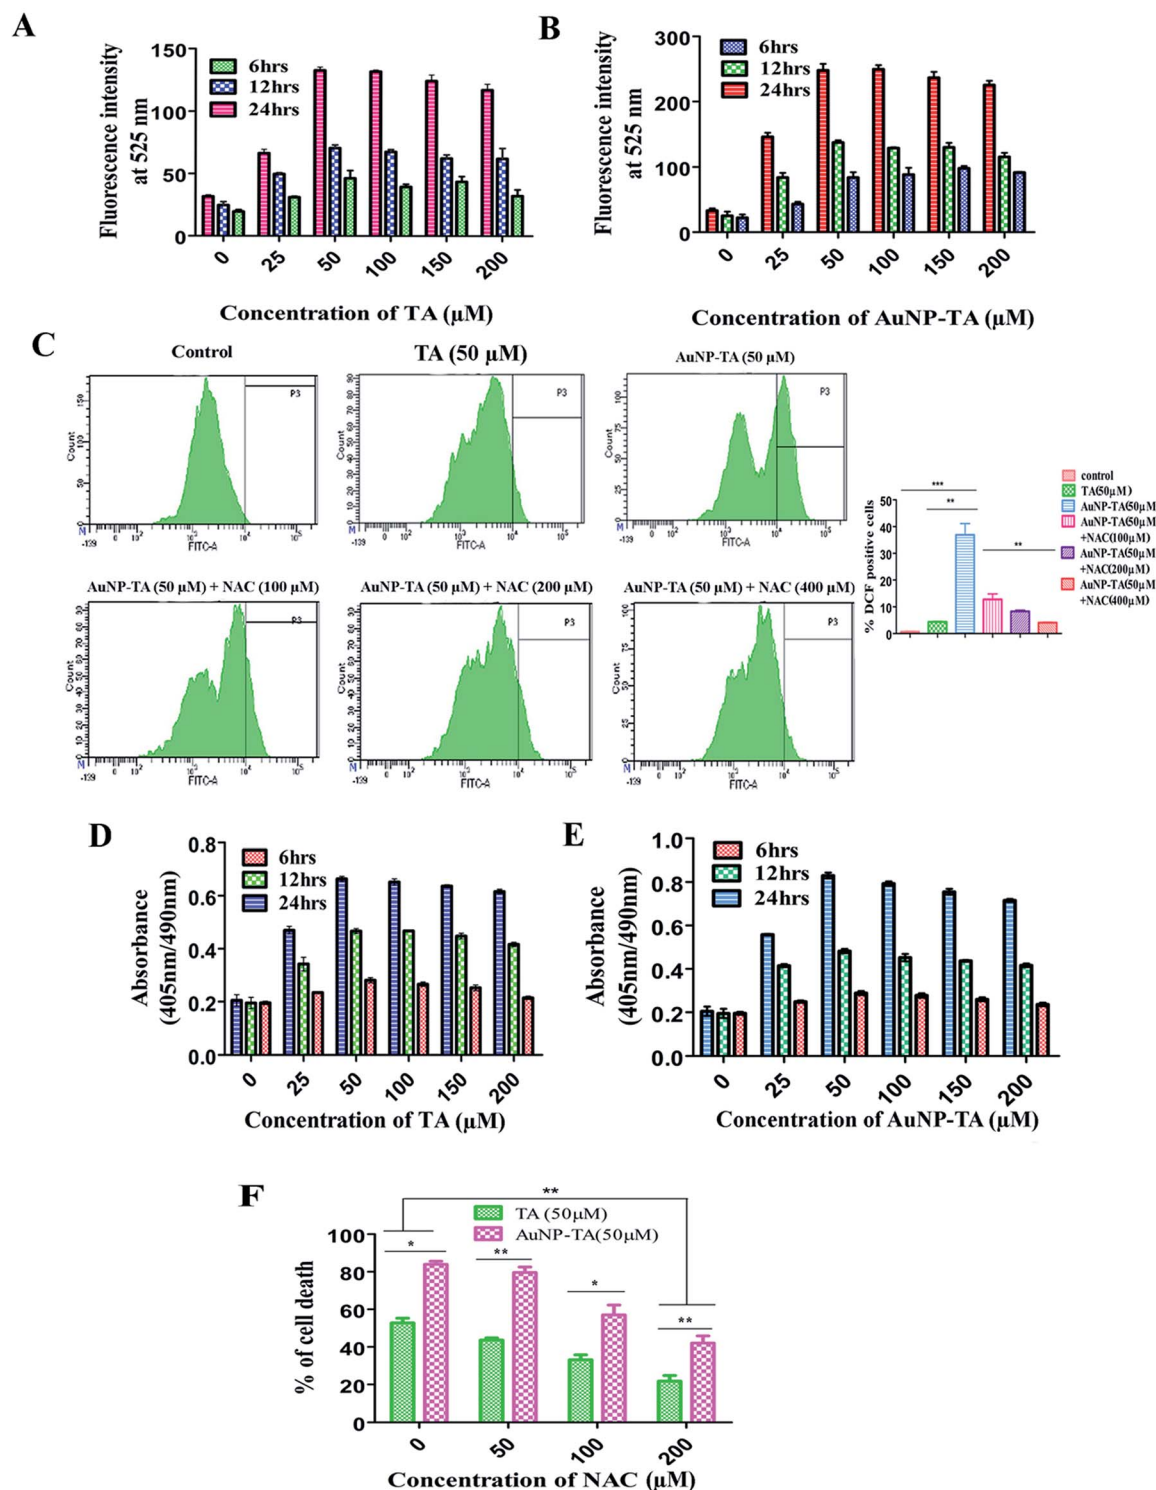 A
Fluorescence intensity
at 525 nm
150
100
50
0
6hrs
12hrs
24hrs
0 25 50 100 150 200
Concentration of TA (µM)
B
Fluorescence intensity
at 525 nm
300
200
100
0
6hrs
12hrs
24hrs
0 25 50 100 150 200
Concentration of AuNP-TA (µM)
C
Control
P3
Count
FITC-A
TA (50 µM)
P3
Count
FITC-A
AuNP-TA (50 µM)
P3
Count
FITC-A
AuNP-TA (50 µM) + NAC (100 µM)
P3
Count
FITC-A
AuNP-TA (50 µM) + NAC (200 µM)
P3
Count
FITC-A
AuNP-TA (50 µM) + NAC (400 µM)
P3
Count
FITC-A
% DCF positive cells
50
40
30
20
10
0
***
**
**
control
TA(50µM)
AuNP-TA(50µM
AuNP-TA(50µM
+NAC(100µM)
AuNP-TA(50µM
+NAC(200µM)
AuNP-TA(50µM
+NAC(400µM)
D
Absorbance
(405nm/490nm)
0.8
0.6
0.4
0.2
0.0
6hrs
12hrs
24hrs
0 25 50 100 150 200
Concentration of TA (µM)
E
Absorbance
(405nm/490nm)
1.0
0.8
0.6
0.4
0.2
0.0
6hrs
12hrs
24hrs
0 25 50 100 150 200
Concentration of AuNP-TA (µM)
F
% of cell death
100
80
60
40
20
0
**
TA (50µM)
AuNP-TA(50µM)
*
**
*
**
0 50 100 200
Concentration of NAC (µM)